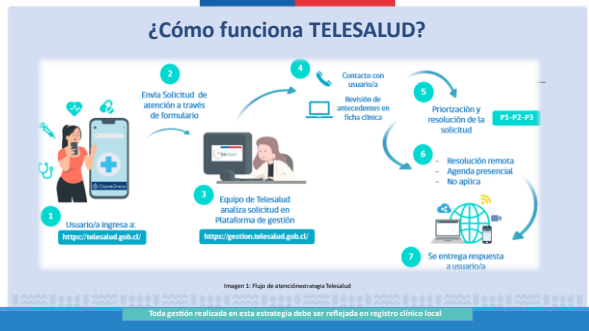 ¿Cómo funciona TELESALUD?
1
Usuario/a ingresa a:
https://telesalud.gob.cl/
2
Envía Solicitud de
atención a través
de formulario
3
Equipo de Telesalud
analiza solicitud en
Plataforma de gestión
https://gestion.telesalud.gob.cl/
4
Contacto con
usuario/a
Revisión de
antecedentes en
ficha clínica
5
Priorización y
resolución de la
solicitud
P1-P2-P3
6
- Resolución remota
- Agenda presencial
- No aplica
7
Se entrega respuesta
a usuario/a
Imagen 1: Flujo de atenciónestrategia Telesalud
Toda gestión realizada en esta estrategia debe ser reflejada en registro clínico local